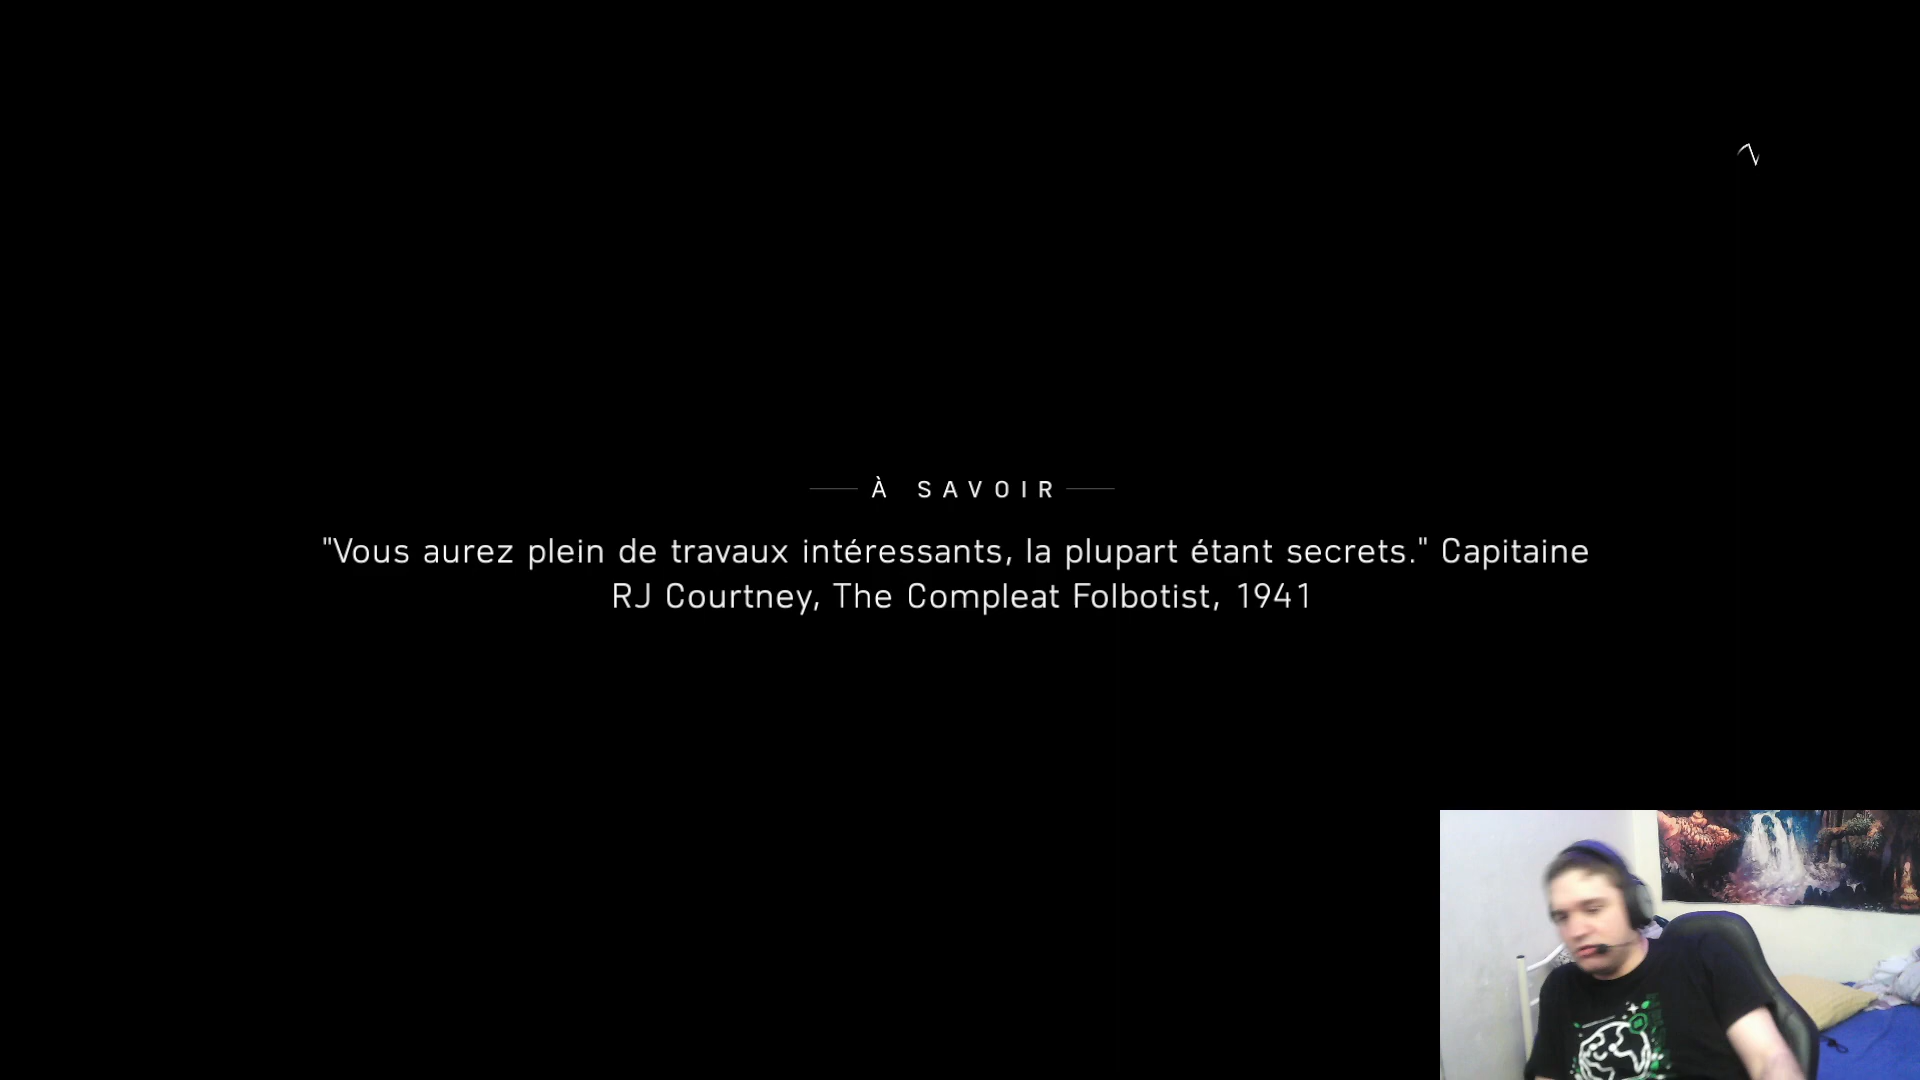 À SAVOIR
"Vous aurez plein de travaux intéressants, la plupart étant secrets." Capitaine
RJ Courtney, The Compleat Folbotist, 1941